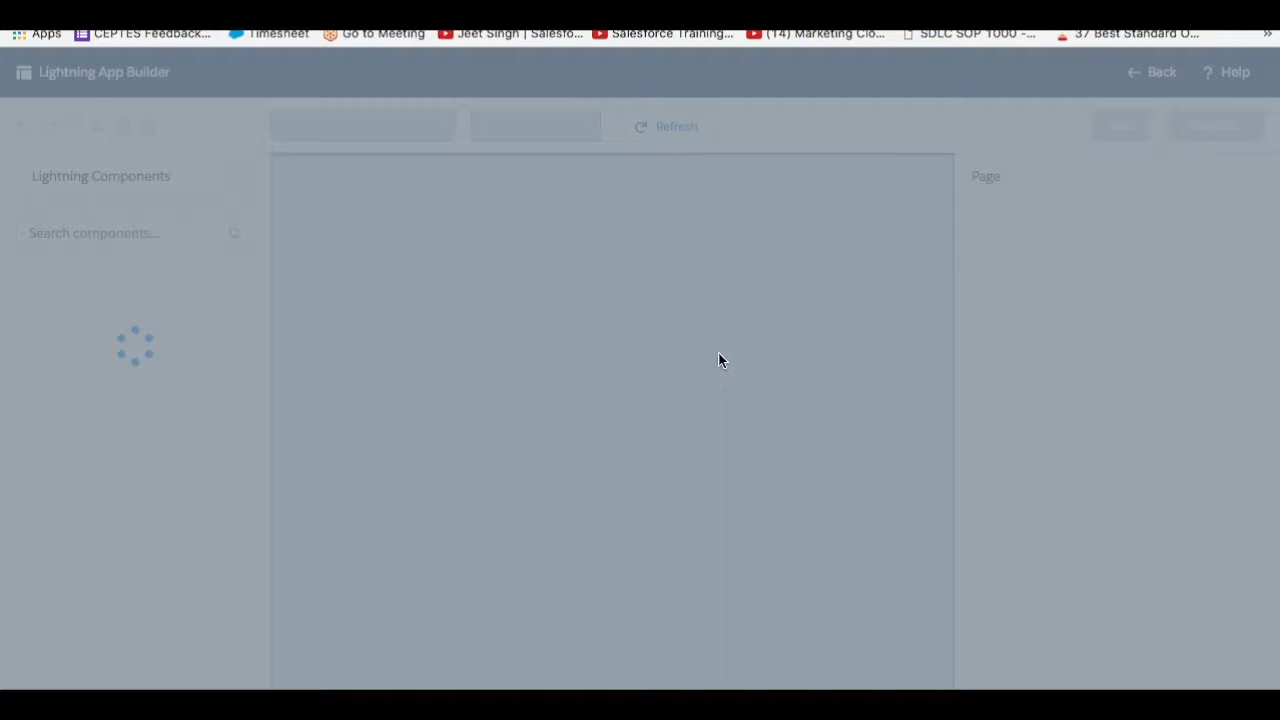 Apps CEPTES Feedback... Timesheet Go to Meeting Jeet Singh | Salesfo... Salesforce Training... (14) Marketing Clo... SDLC SOP 1000 -... 37 Best Standard O... »
Lightning App Builder Back ? Help
Refresh
Lightning Components Page
Search components...